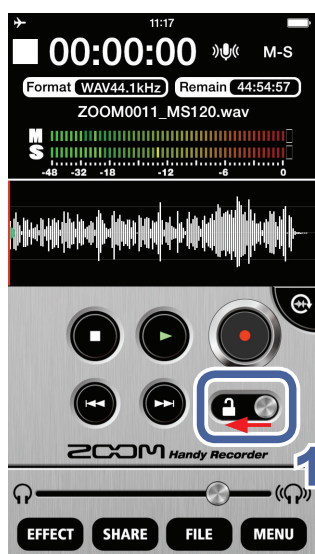 11:17
00:00:00 M-S
Format WAV44.1kHz Remain 44:54:57
ZOOM0011_MS120.wav
M
S
-48 -32 -18 -12 -6 0
ZOOM Handy Recorder
1
EFFECT SHARE FILE MENU